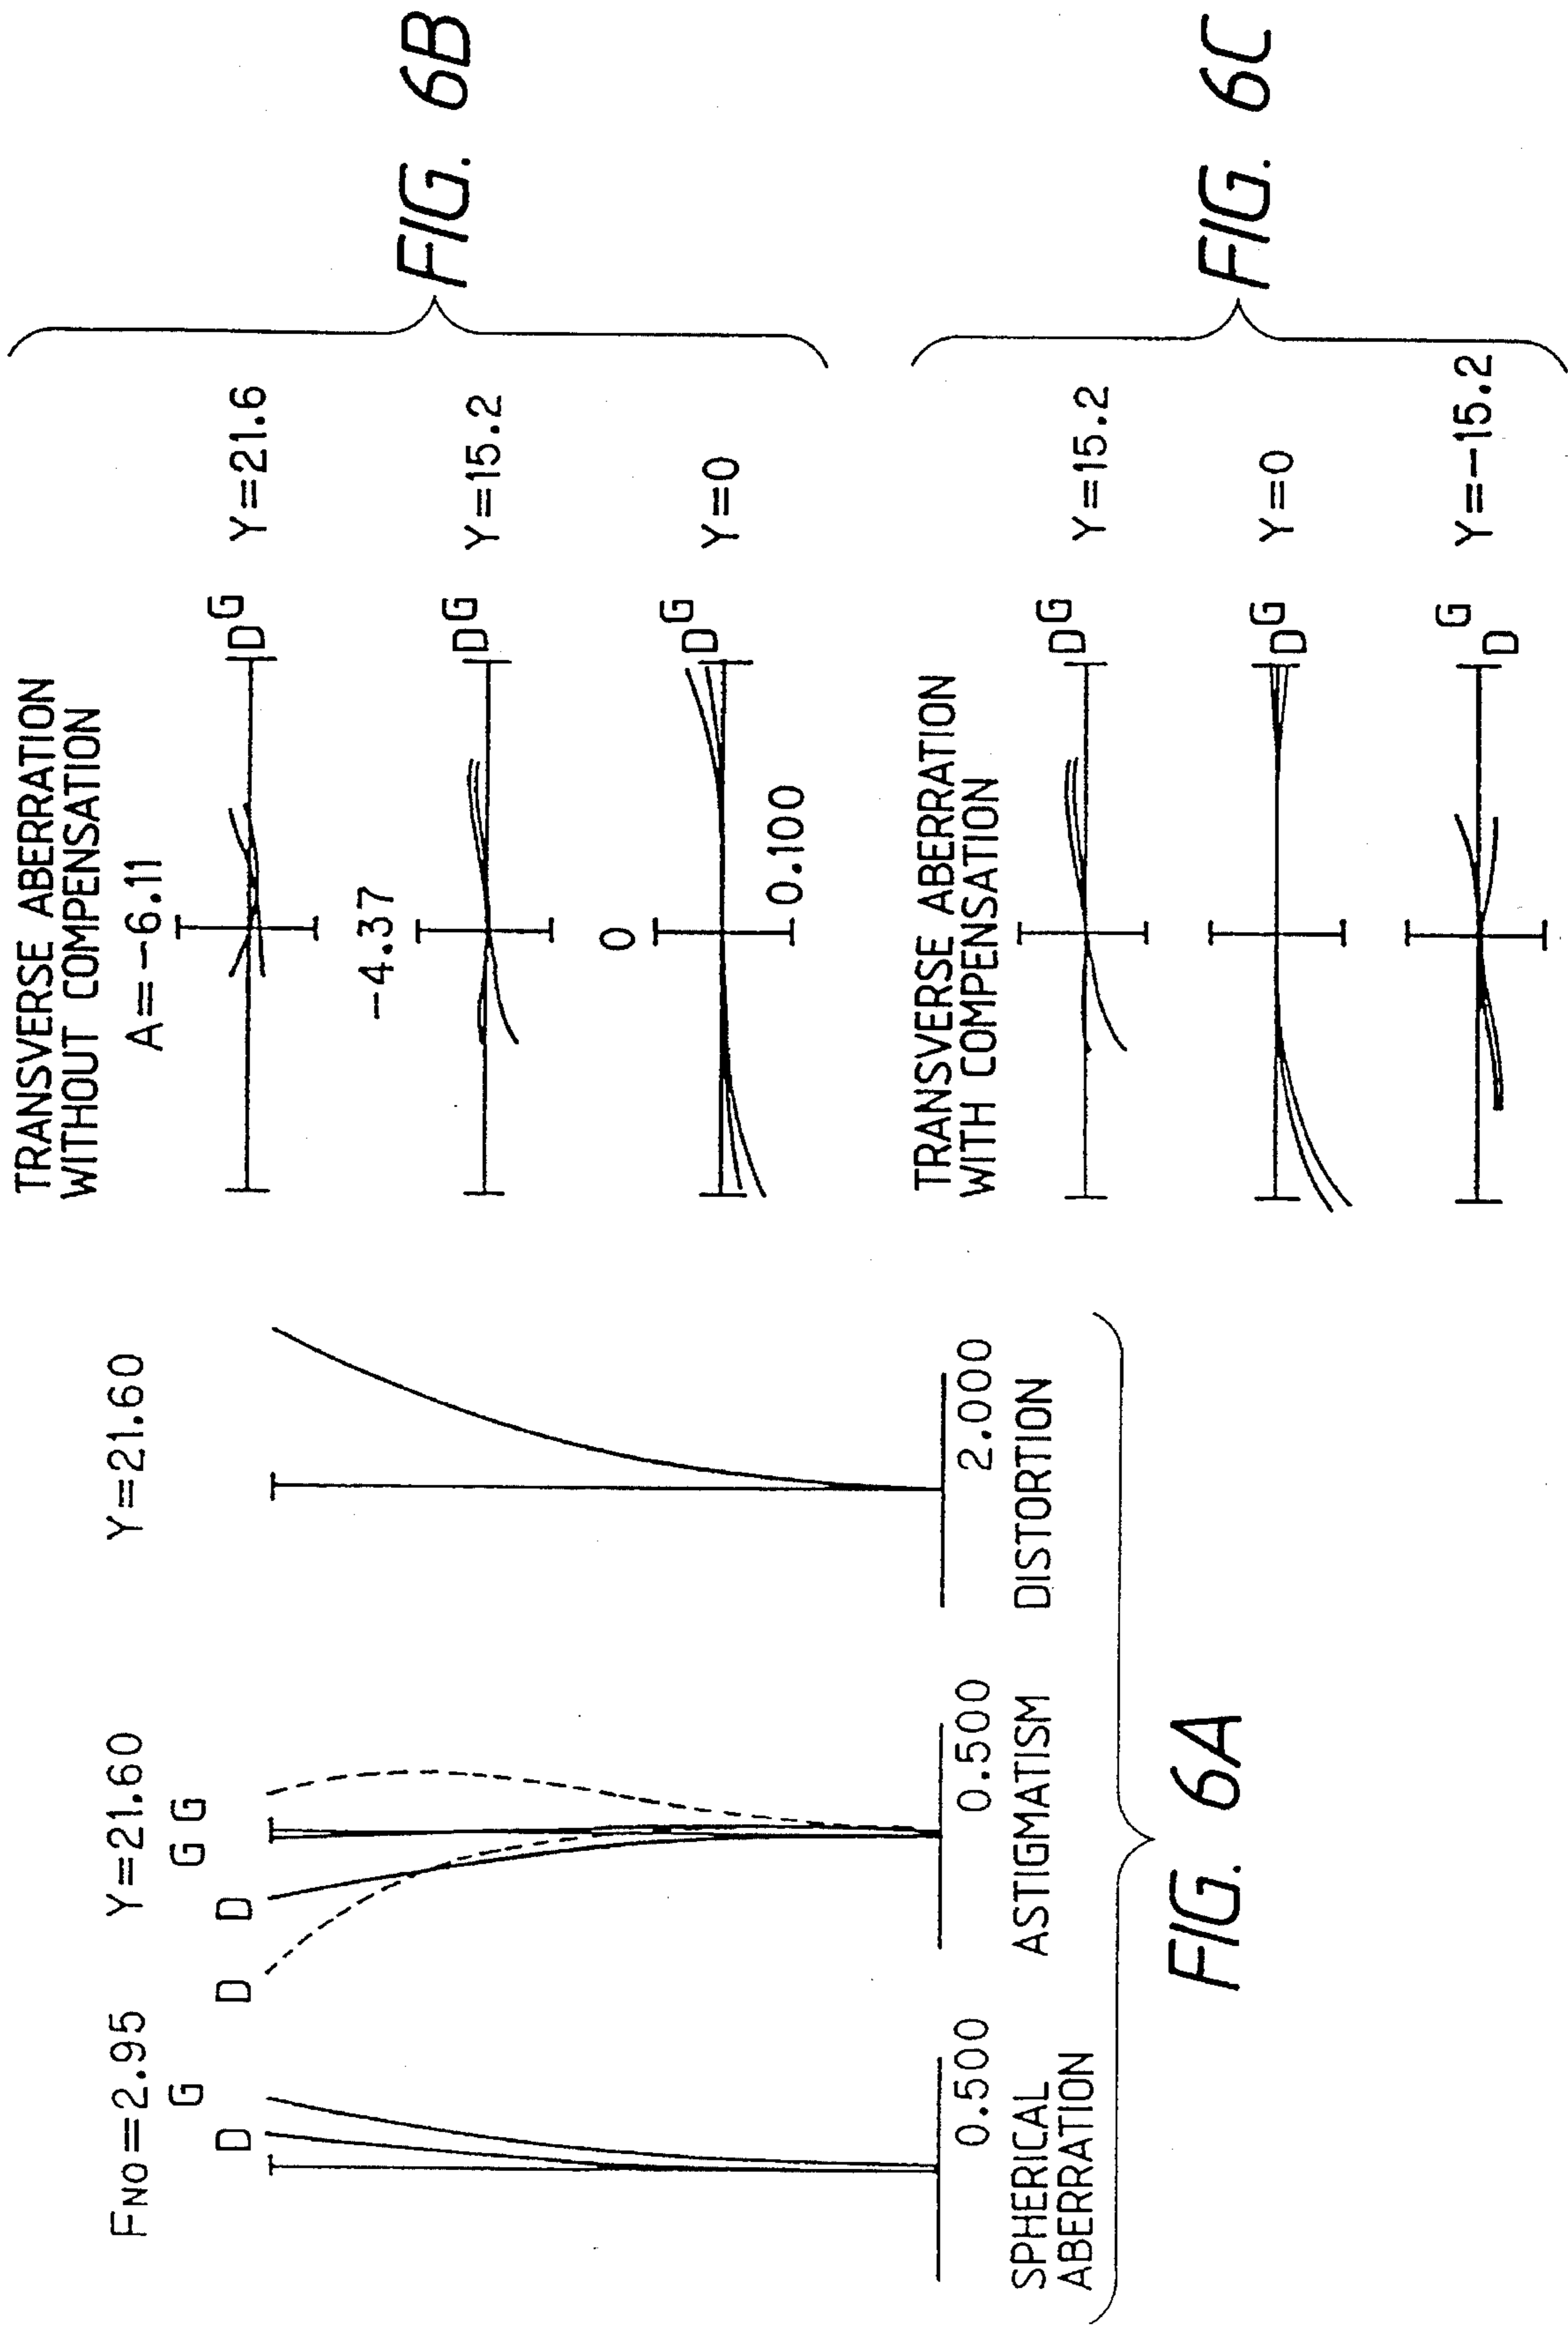 FNO=2.95
G
D
Y=21.60
G G
D D
Y=21.60
0.500
SPHERICAL
ABERRATION
0.500
ASTIGMATISM
2.000
DISTORTION
FIG. 6A
TRANSVERSE ABERRATION
WITHOUT COMPENSATION
A=-6.11
D G
Y=21.6
-4.37
D G
Y=15.2
0
D G
Y=0
0.100
FIG. 6B
TRANSVERSE ABERRATION
WITH COMPENSATION
D G
Y=15.2
D G
Y=0
G
D
Y=-15.2
FIG. 6C